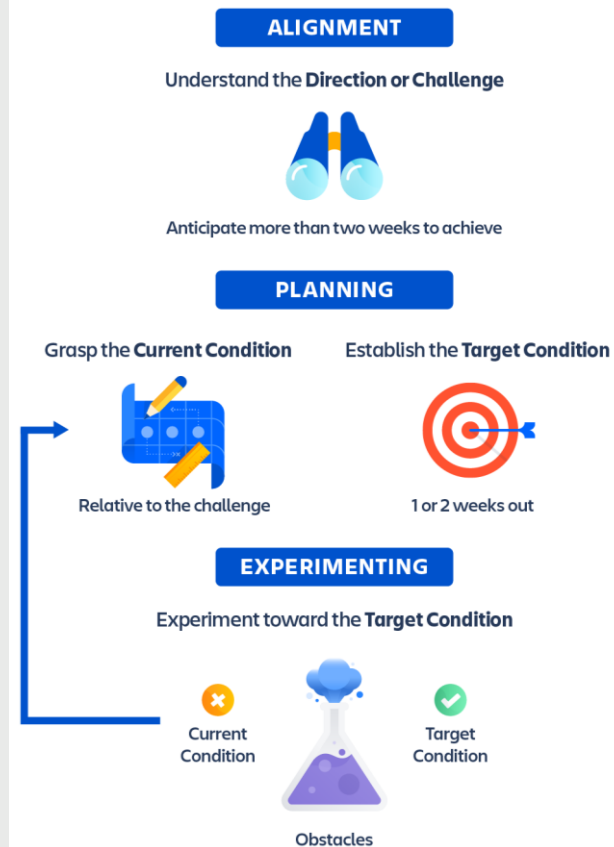 ALIGNMENT
Understand the Direction or Challenge
Anticipate more than two weeks to achieve
PLANNING
Grasp the Current Condition
Relative to the challenge
Establish the Target Condition
1 or 2 weeks out
EXPERIMENTING
Experiment toward the Target Condition
Current
Condition
Target
Condition
Obstacles